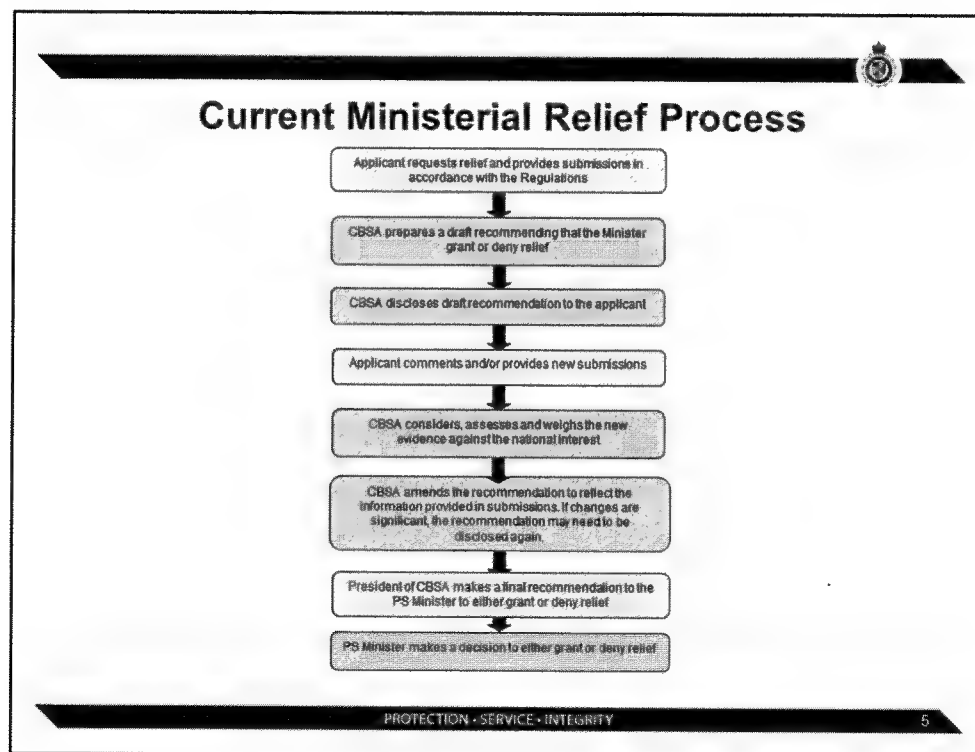 Current Ministerial Relief Process
Applicant requests relief and provides submissions in
accordance with the Regulations
CBSA prepares a draft recommending that the Minister
grant or deny relief
CBSA discloses draft recommendation to the applicant
Applicant comments and/or provides new submissions
CBSA considers, assesses and weighs the new
evidence against the national interest
CBSA amends the recommendation to reflect the
information provided in submissions. If changes are
significant, the recommendation may need to be
disclosed again.
President of CBSA makes a final recommendation to the
PS Minister to either grant or deny relief
PS Minister makes a decision to either grant or deny relief
PROTECTION • SERVICE • INTEGRITY
5